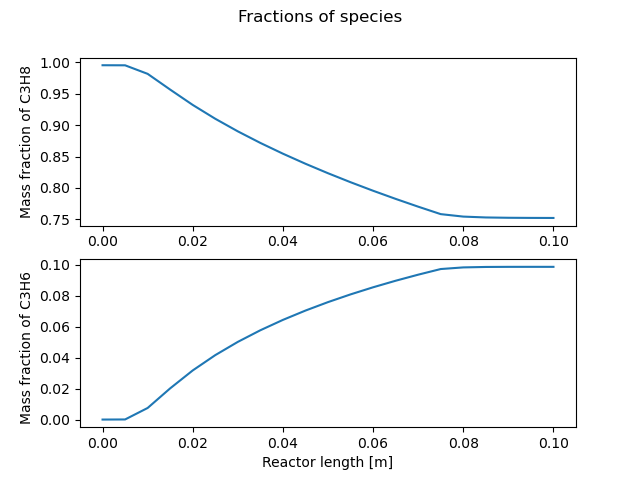 Fractions of species
Mass fraction of C3H8
1.00
0.95
0.90
0.85
0.80
0.75
0.00 0.02 0.04 0.06 0.08 0.10
Mass fraction of C3H6
0.10
0.08
0.06
0.04
0.02
0.00
0.00 0.02 0.04 0.06 0.08 0.10
Reactor length [m]